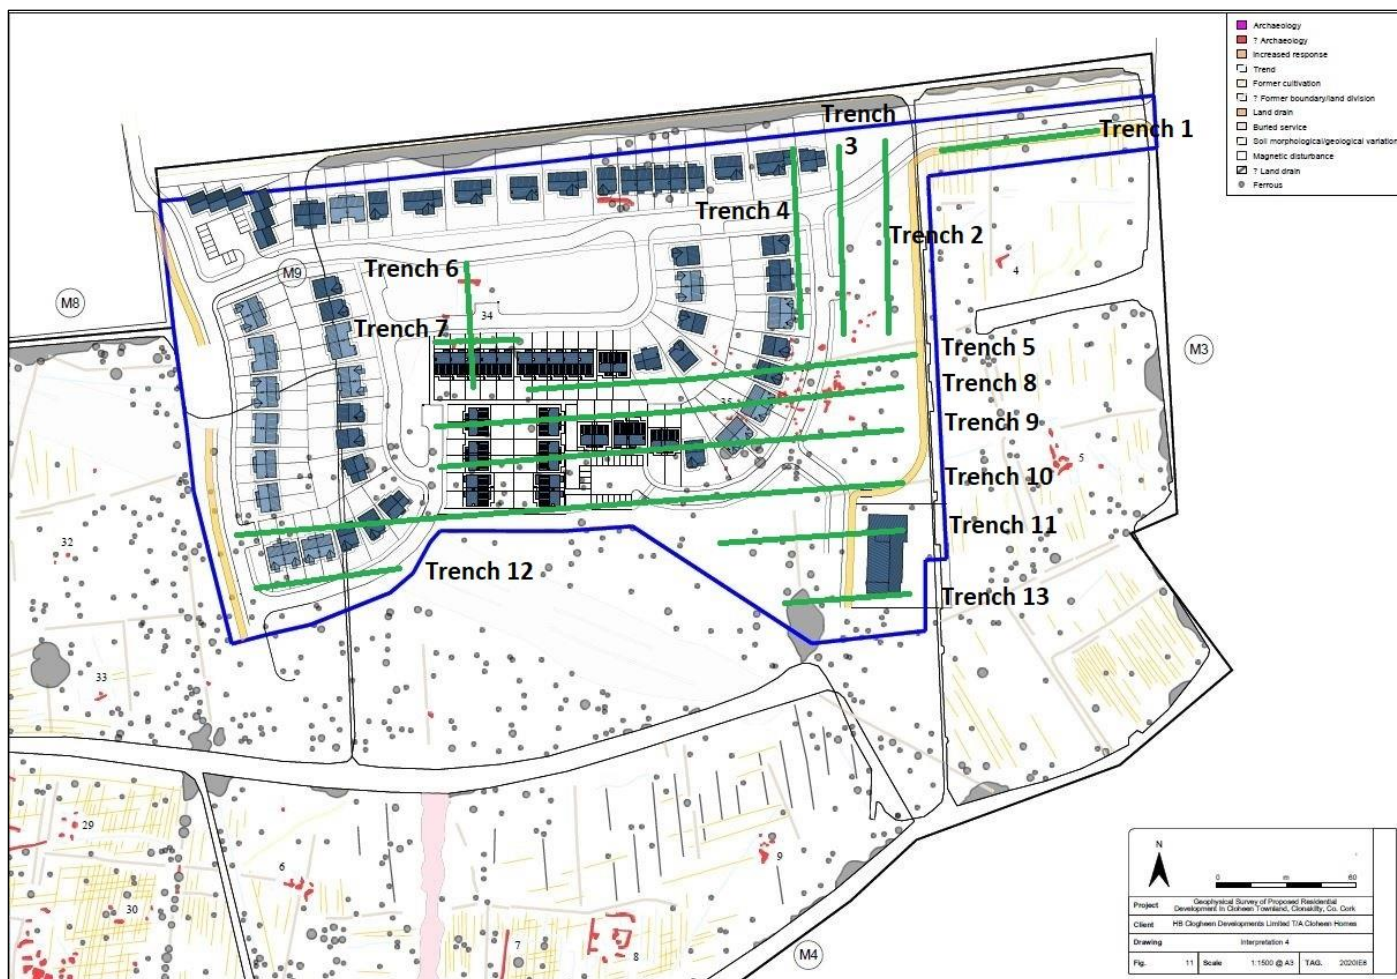 Archaeology
? Archaeology
Increased response
Trend
Former cultivation
? Former boundary/land division
Land drain
Buried service
Soil morphological/geological variation
Magnetic disturbance
? Land drain
Ferrous
Trench
3
Trench 1
Trench 4
Trench 2
Trench 6
M9
M8
4
34
Trench 7
M3
Trench 5
Trench 8
35
Trench 9
5
Trench 10
Trench 11
32
Trench 12
Trench 13
33
29
6
9
30
7
8
M4
N
0 m 60
Project Geophysical Survey of Proposed Residential
Development in Cloheen Townland, Clonakilty, Co. Cork
Client HB Clogheen Developments Limited T/A Cloheen Homes
Drawing Interpretation 4
Fig. 11 Scale 1:1500 @ A3 TAG. 2020IE8